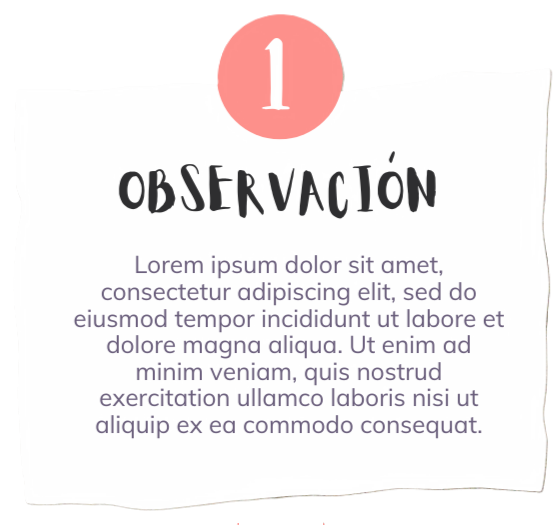 1
OBSERVACIÓN
Lorem ipsum dolor sit amet,
consectetur adipiscing elit, sed do
eiusmod tempor incididunt ut labore et
dolore magna aliqua. Ut enim ad
minim veniam, quis nostrud
exercitation ullamco laboris nisi ut
aliquip ex ea commodo consequat.